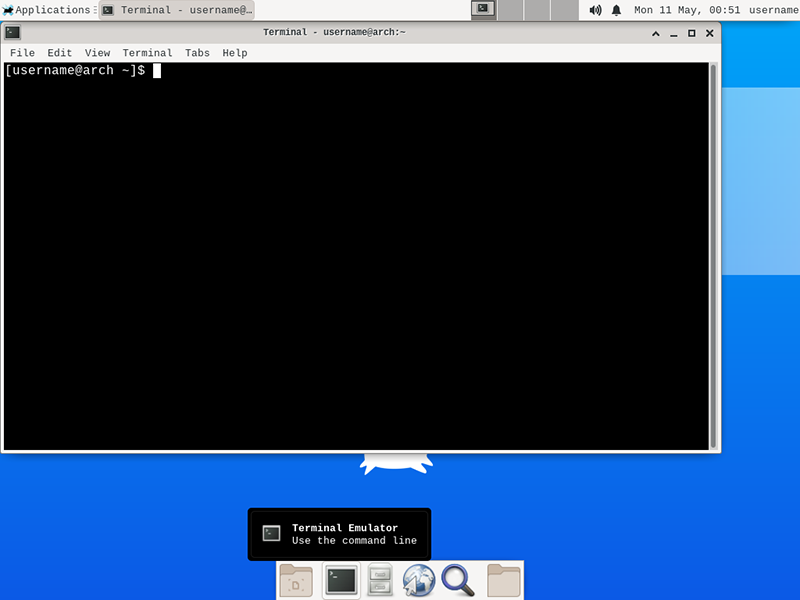 Applications
Terminal - username@…
Mon 11 May, 00:51
username
Terminal - username@arch:~
File Edit View Terminal Tabs Help
[username@arch ~]$
Terminal Emulator
Use the command line